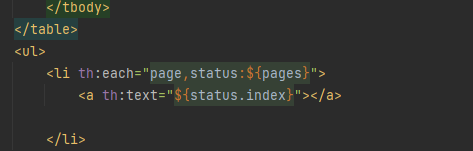 </tbody>
</table>
<ul>
<li th:each="page,status:${pages}">
<a th:text="${status.index}"></a>
</li>